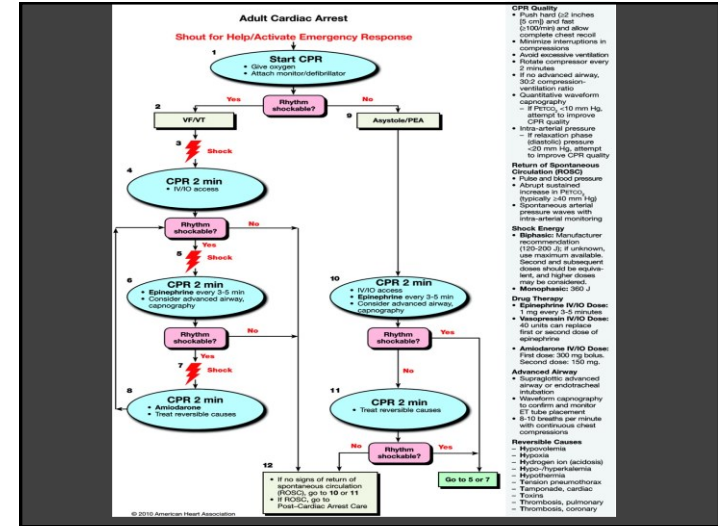 Adult Cardiac Arrest
Shout for Help/Activate Emergency Response
1
Start CPR
• Give oxygen
• Attach monitor/defibrillator
Rhythm
shockable?
Yes
No
2
VF/VT
3
Shock
4
CPR 2 min
• IV/IO access
Rhythm
shockable?
No
Yes
5
Shock
6
CPR 2 min
• Epinephrine every 3-5 min
• Consider advanced airway,
capnography
Rhythm
shockable?
No
Yes
7
Shock
8
CPR 2 min
• Amiodarone
• Treat reversible causes
9
Asystole/PEA
10
CPR 2 min
• IV/IO access
• Epinephrine every 3-5 min
• Consider advanced airway,
capnography
Rhythm
shockable?
Yes
No
11
CPR 2 min
• Treat reversible causes
Rhythm
shockable?
No
Yes
12
• If no signs of return of
spontaneous circulation
(ROSC), go to 10 or 11
• If ROSC, go to
Post–Cardiac Arrest Care
Go to 5 or 7
© 2010 American Heart Association
CPR Quality
• Push hard (≥2 inches
[5 cm]) and fast
(≥100/min) and allow
complete chest recoil
• Minimize interruptions in
compressions
• Avoid excessive ventilation
• Rotate compressor every
2 minutes
• If no advanced airway,
30:2 compression-
ventilation ratio
• Quantitative waveform
capnography
– If PETCO2 <10 mm Hg,
attempt to improve
CPR quality
• Intra-arterial pressure
– If relaxation phase
(diastolic) pressure
<20 mm Hg, attempt
to improve CPR quality
Return of Spontaneous
Circulation (ROSC)
• Pulse and blood pressure
• Abrupt sustained
increase in PETCO2
(typically ≥40 mm Hg)
• Spontaneous arterial
pressure waves with
intra-arterial monitoring
Shock Energy
• Biphasic: Manufacturer
recommendation
(120-200 J); if unknown,
use maximum available.
Second and subsequent
doses should be equiva-
lent, and higher doses
may be considered.
• Monophasic: 360 J
Drug Therapy
• Epinephrine IV/IO Dose:
1 mg every 3-5 minutes
• Vasopressin IV/IO Dose:
40 units can replace
first or second dose of
epinephrine
• Amiodarone IV/IO Dose:
First dose: 300 mg bolus.
Second dose: 150 mg.
Advanced Airway
• Supraglottic advanced
airway or endotracheal
intubation
• Waveform capnography
to confirm and monitor
ET tube placement
• 8-10 breaths per minute
with continuous chest
compressions
Reversible Causes
– Hypovolemia
– Hypoxia
– Hydrogen ion (acidosis)
– Hypo-/hyperkalemia
– Hypothermia
– Tension pneumothorax
– Tamponade, cardiac
– Toxins
– Thrombosis, pulmonary
– Thrombosis, coronary